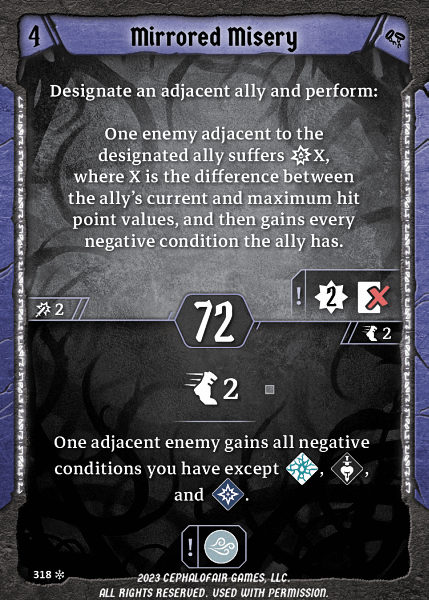 4 Mirrored Misery
Designate an adjacent ally and perform:
One enemy adjacent to the
designated ally suffers X,
where X is the difference between
the ally's current and maximum hit
point values, and then gains every
negative condition the ally has.
! 2
2
72
2
2
One adjacent enemy gains all negative
conditions you have except , ,
and .
!
318
2023 CEPHALOFAIR GAMES, LLC.
ALL RIGHTS RESERVED. USED WITH PERMISSION.